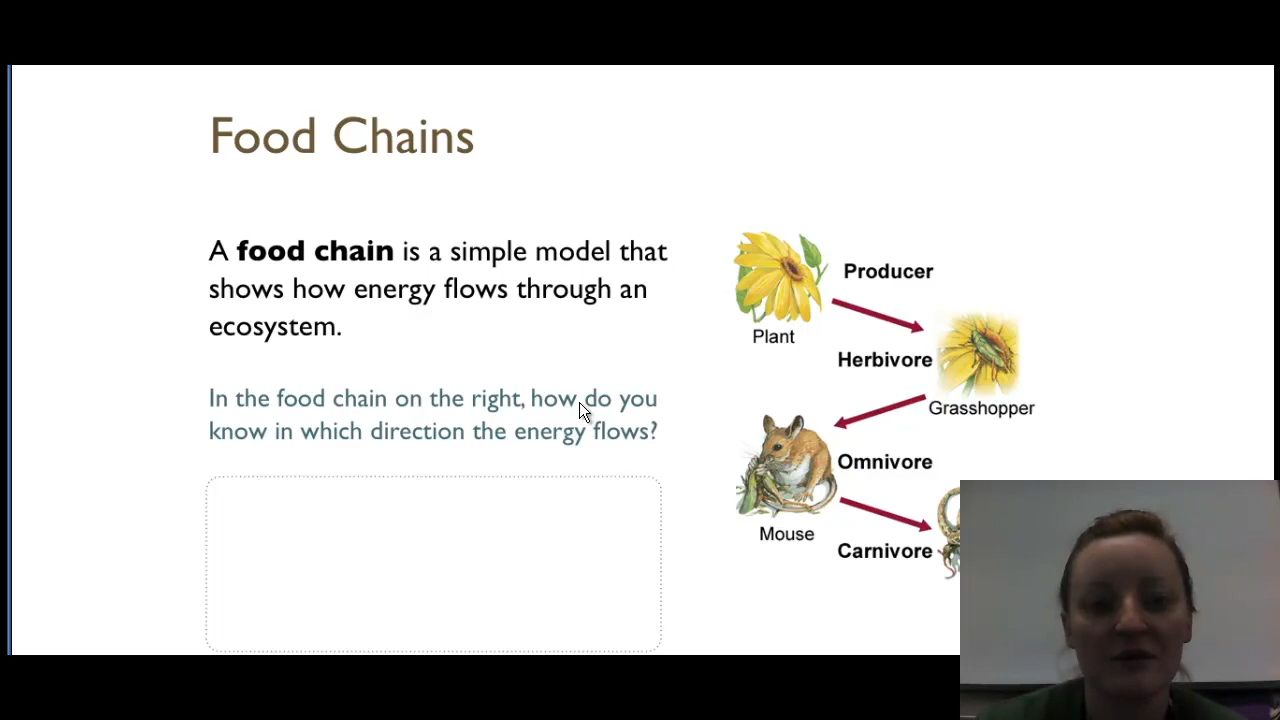 Food Chains
A food chain is a simple model that
shows how energy flows through an
ecosystem.
In the food chain on the right, how do you
know in which direction the energy flows?
Producer
Plant
Herbivore
Grasshopper
Omnivore
Mouse
Carnivore